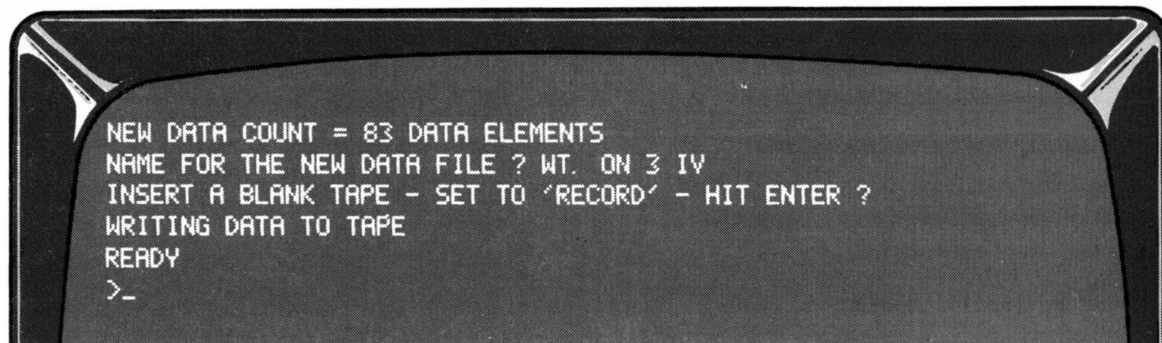 NEW DATA COUNT = 83 DATA ELEMENTS
NAME FOR THE NEW DATA FILE ? WT. ON 3 IV
INSERT A BLANK TAPE - SET TO 'RECORD' - HIT ENTER ?
WRITING DATA TO TAPE
READY
>_